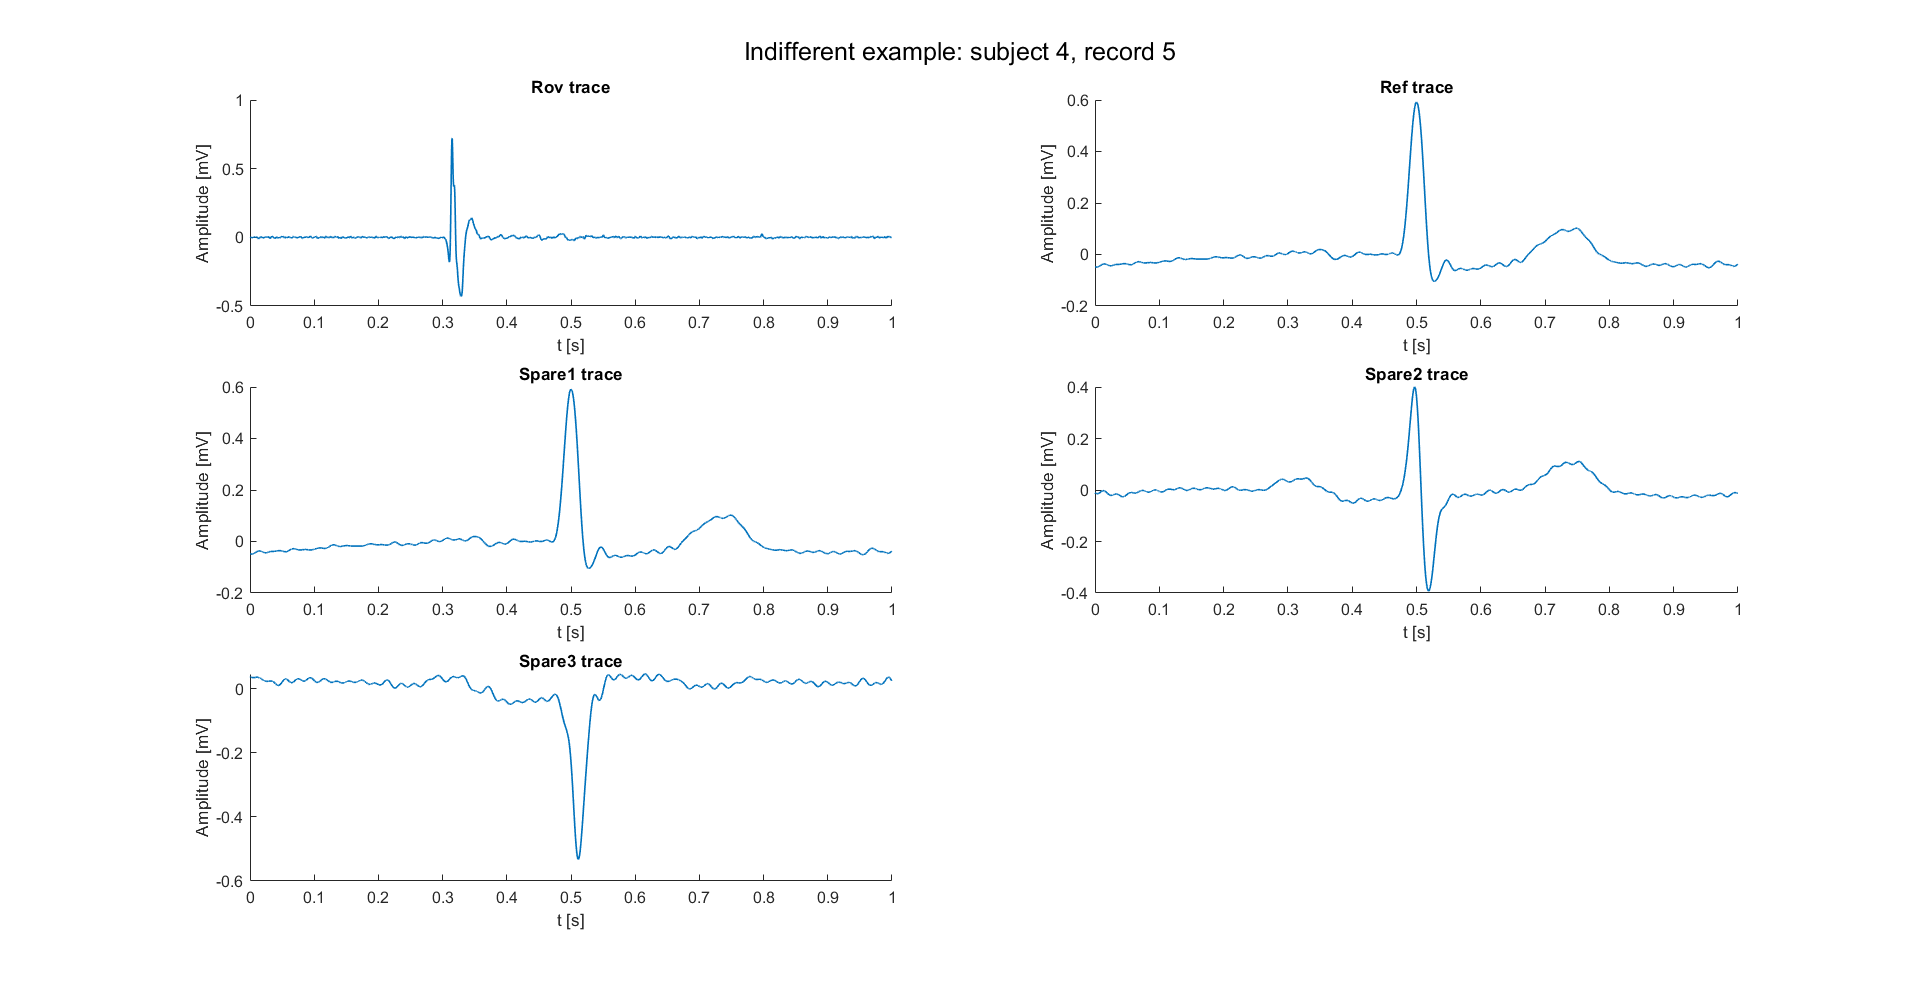 Indifferent example: subject 4, record 5
Rov trace
Amplitude [mV]
1
0.5
0
-0.5
0 0.1 0.2 0.3 0.4 0.5 0.6 0.7 0.8 0.9 1
t [s]
Ref trace
Amplitude [mV]
0.6
0.4
0.2
0
-0.2
0 0.1 0.2 0.3 0.4 0.5 0.6 0.7 0.8 0.9 1
t [s]
Spare1 trace
Amplitude [mV]
0.6
0.4
0.2
0
-0.2
0 0.1 0.2 0.3 0.4 0.5 0.6 0.7 0.8 0.9 1
t [s]
Spare2 trace
Amplitude [mV]
0.4
0.2
0
-0.2
-0.4
0 0.1 0.2 0.3 0.4 0.5 0.6 0.7 0.8 0.9 1
t [s]
Spare3 trace
Amplitude [mV]
0
-0.2
-0.4
-0.6
0 0.1 0.2 0.3 0.4 0.5 0.6 0.7 0.8 0.9 1
t [s]